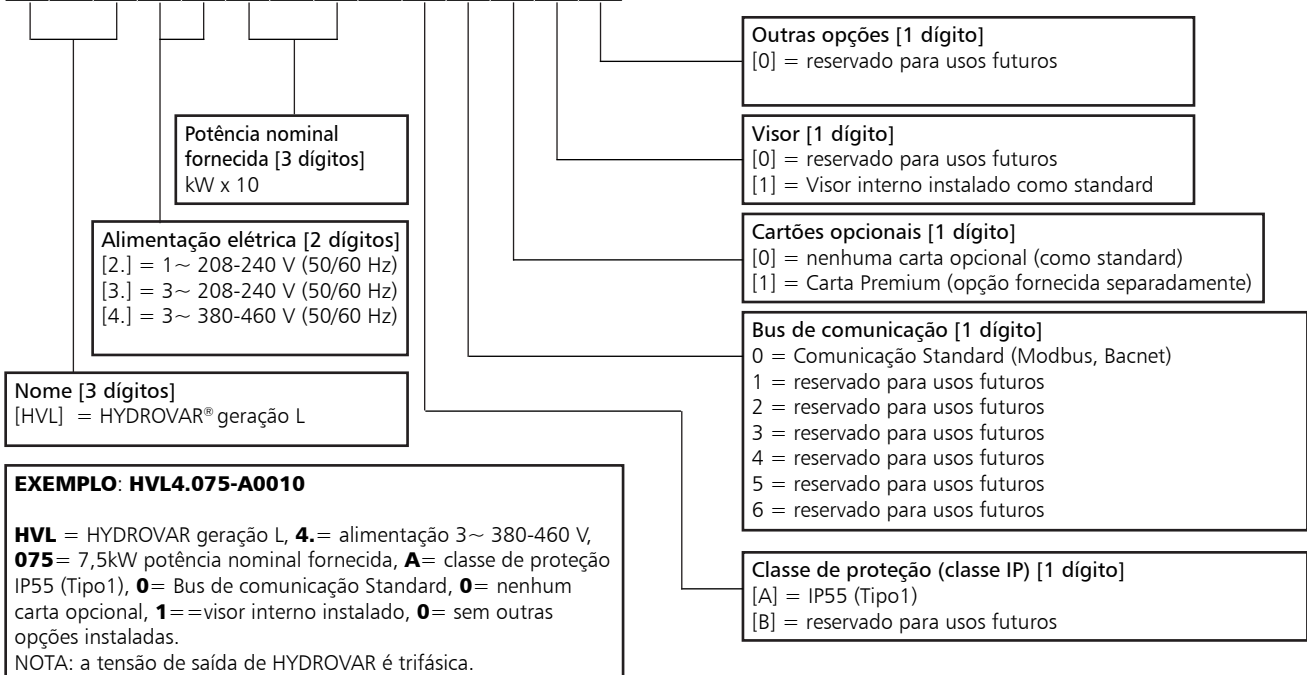 Outras opções [1 dígito]
[0] = reservado para usos futuros
Potência nominal
fornecida [3 dígitos]
kW x 10
Visor [1 dígito]
[0] = reservado para usos futuros
[1] = Visor interno instalado como standard
Alimentação elétrica [2 dígitos]
[2.] = 1~ 208-240 V (50/60 Hz)
[3.] = 3~ 208-240 V (50/60 Hz)
[4.] = 3~ 380-460 V (50/60 Hz)
Cartões opcionais [1 dígito]
[0] = nenhuma carta opcional (como standard)
[1] = Carta Premium (opção fornecida separadamente)
Bus de comunicação [1 dígito]
0 = Comunicação Standard (Modbus, Bacnet)
1 = reservado para usos futuros
2 = reservado para usos futuros
3 = reservado para usos futuros
4 = reservado para usos futuros
5 = reservado para usos futuros
6 = reservado para usos futuros
Nome [3 dígitos]
[HVL] = HYDROVAR® geração L
EXEMPLO: HVL4.075-A0010
HVL = HYDROVAR geração L, 4.= alimentação 3~ 380-460 V,
075= 7,5kW potência nominal fornecida, A= classe de proteção
IP55 (Tipo1), 0= Bus de comunicação Standard, 0= nenhum
carta opcional, 1==visor interno instalado, 0= sem outras
opções instaladas.
NOTA: a tensão de saída de HYDROVAR é trifásica.
Classe de proteção (classe IP) [1 dígito]
[A] = IP55 (Tipo1)
[B] = reservado para usos futuros